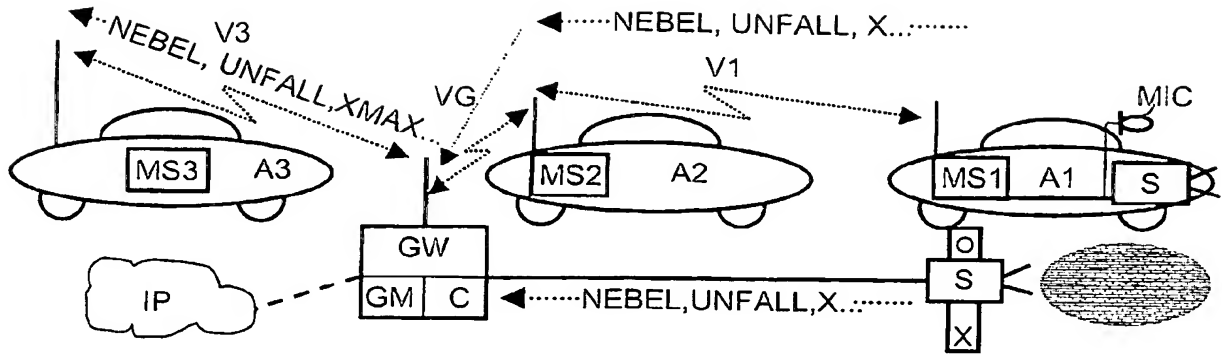 V3
NEBEL, UNFALL, X...
NEBEL, UNFALL,XMAX..
VG
V1
MIC
MS3 A3
MS2 A2
MS1 A1 S
GW
O
IP
GM C
S
NEBEL,UNFALL,X...
X